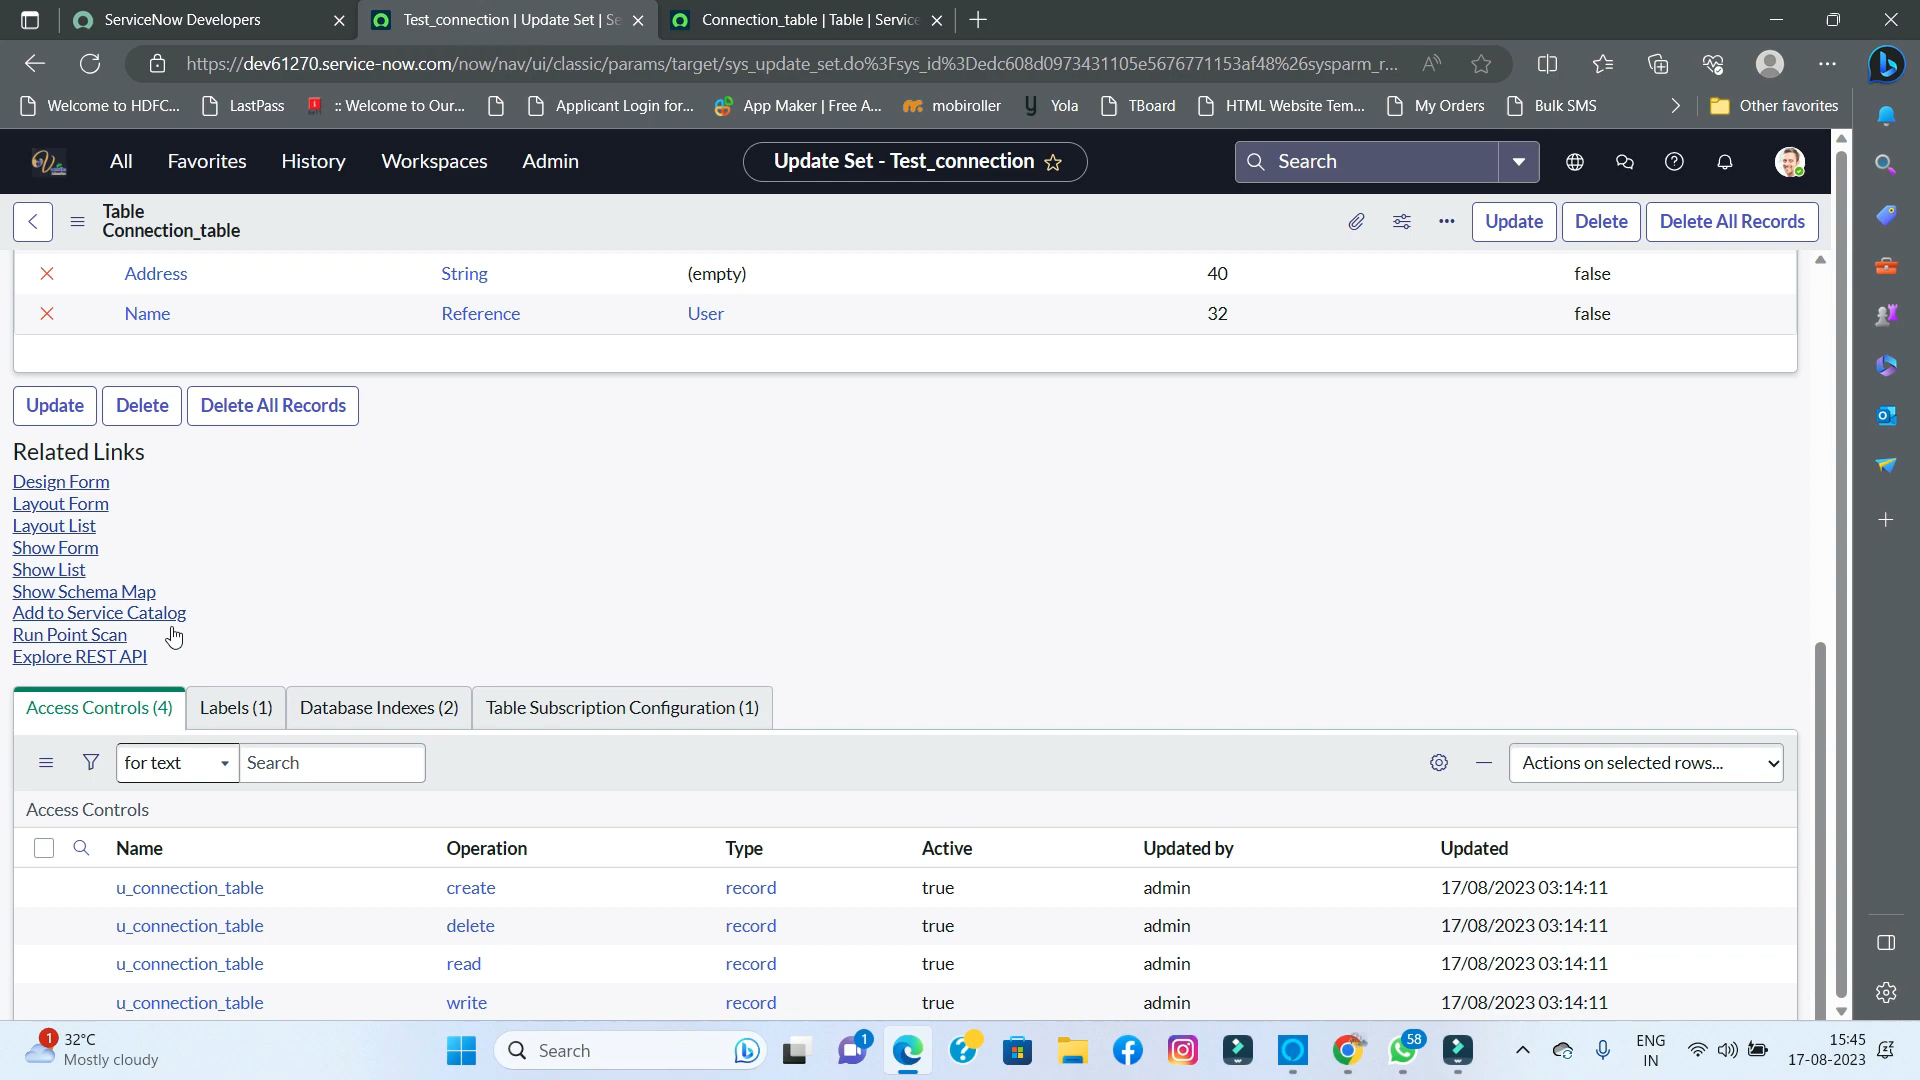 ServiceNow Developers
Test_connection | Update Set | Se
Connection_table | Table | Service
https://dev61270.service-now.com/now/nav/ui/classic/params/target/sys_update_set.do%3Fsys_id%3Dedc608d0973431105e5676771153af48%26sysparm_r...
Welcome to HDFC...
LastPass
:: Welcome to Our...
Applicant Login for...
App Maker | Free A...
mobiroller
Yola
TBoard
HTML Website Tem...
My Orders
Bulk SMS
Other favorites
All
Favorites
History
Workspaces
Admin
Update Set - Test_connection
Search
Table
Connection_table
Update
Delete
Delete All Records
Address String (empty) 40 false
Name Reference User 32 false
Update
Delete
Delete All Records
Related Links
Design Form
Layout Form
Layout List
Show Form
Show List
Show Schema Map
Add to Service Catalog
Run Point Scan
Explore REST API
Access Controls (4)
Labels (1)
Database Indexes (2)
Table Subscription Configuration (1)
for text
Search
Actions on selected rows...
Access Controls
Name Operation Type Active Updated by Updated
u_connection_table create record true admin 17/08/2023 03:14:11
u_connection_table delete record true admin 17/08/2023 03:14:11
u_connection_table read record true admin 17/08/2023 03:14:11
u_connection_table write record true admin 17/08/2023 03:14:11
1
32°C
Mostly cloudy
Search
1
58
ENG
IN
15:45
17-08-2023